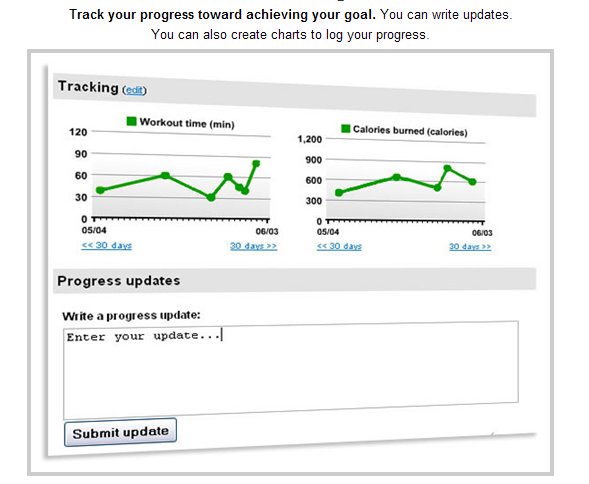 Track your progress toward achieving your goal. You can write updates.
You can also create charts to log your progress.
Tracking (edit)
Workout time (min)
120
90
60
30
0
05/04
06/03
<< 30 days
30 days >>
Calories burned (calories)
1,200
900
600
300
0
05/04
06/03
<< 30 days
30 days >>
Progress updates
Write a progress update:
Enter your update...
Submit update